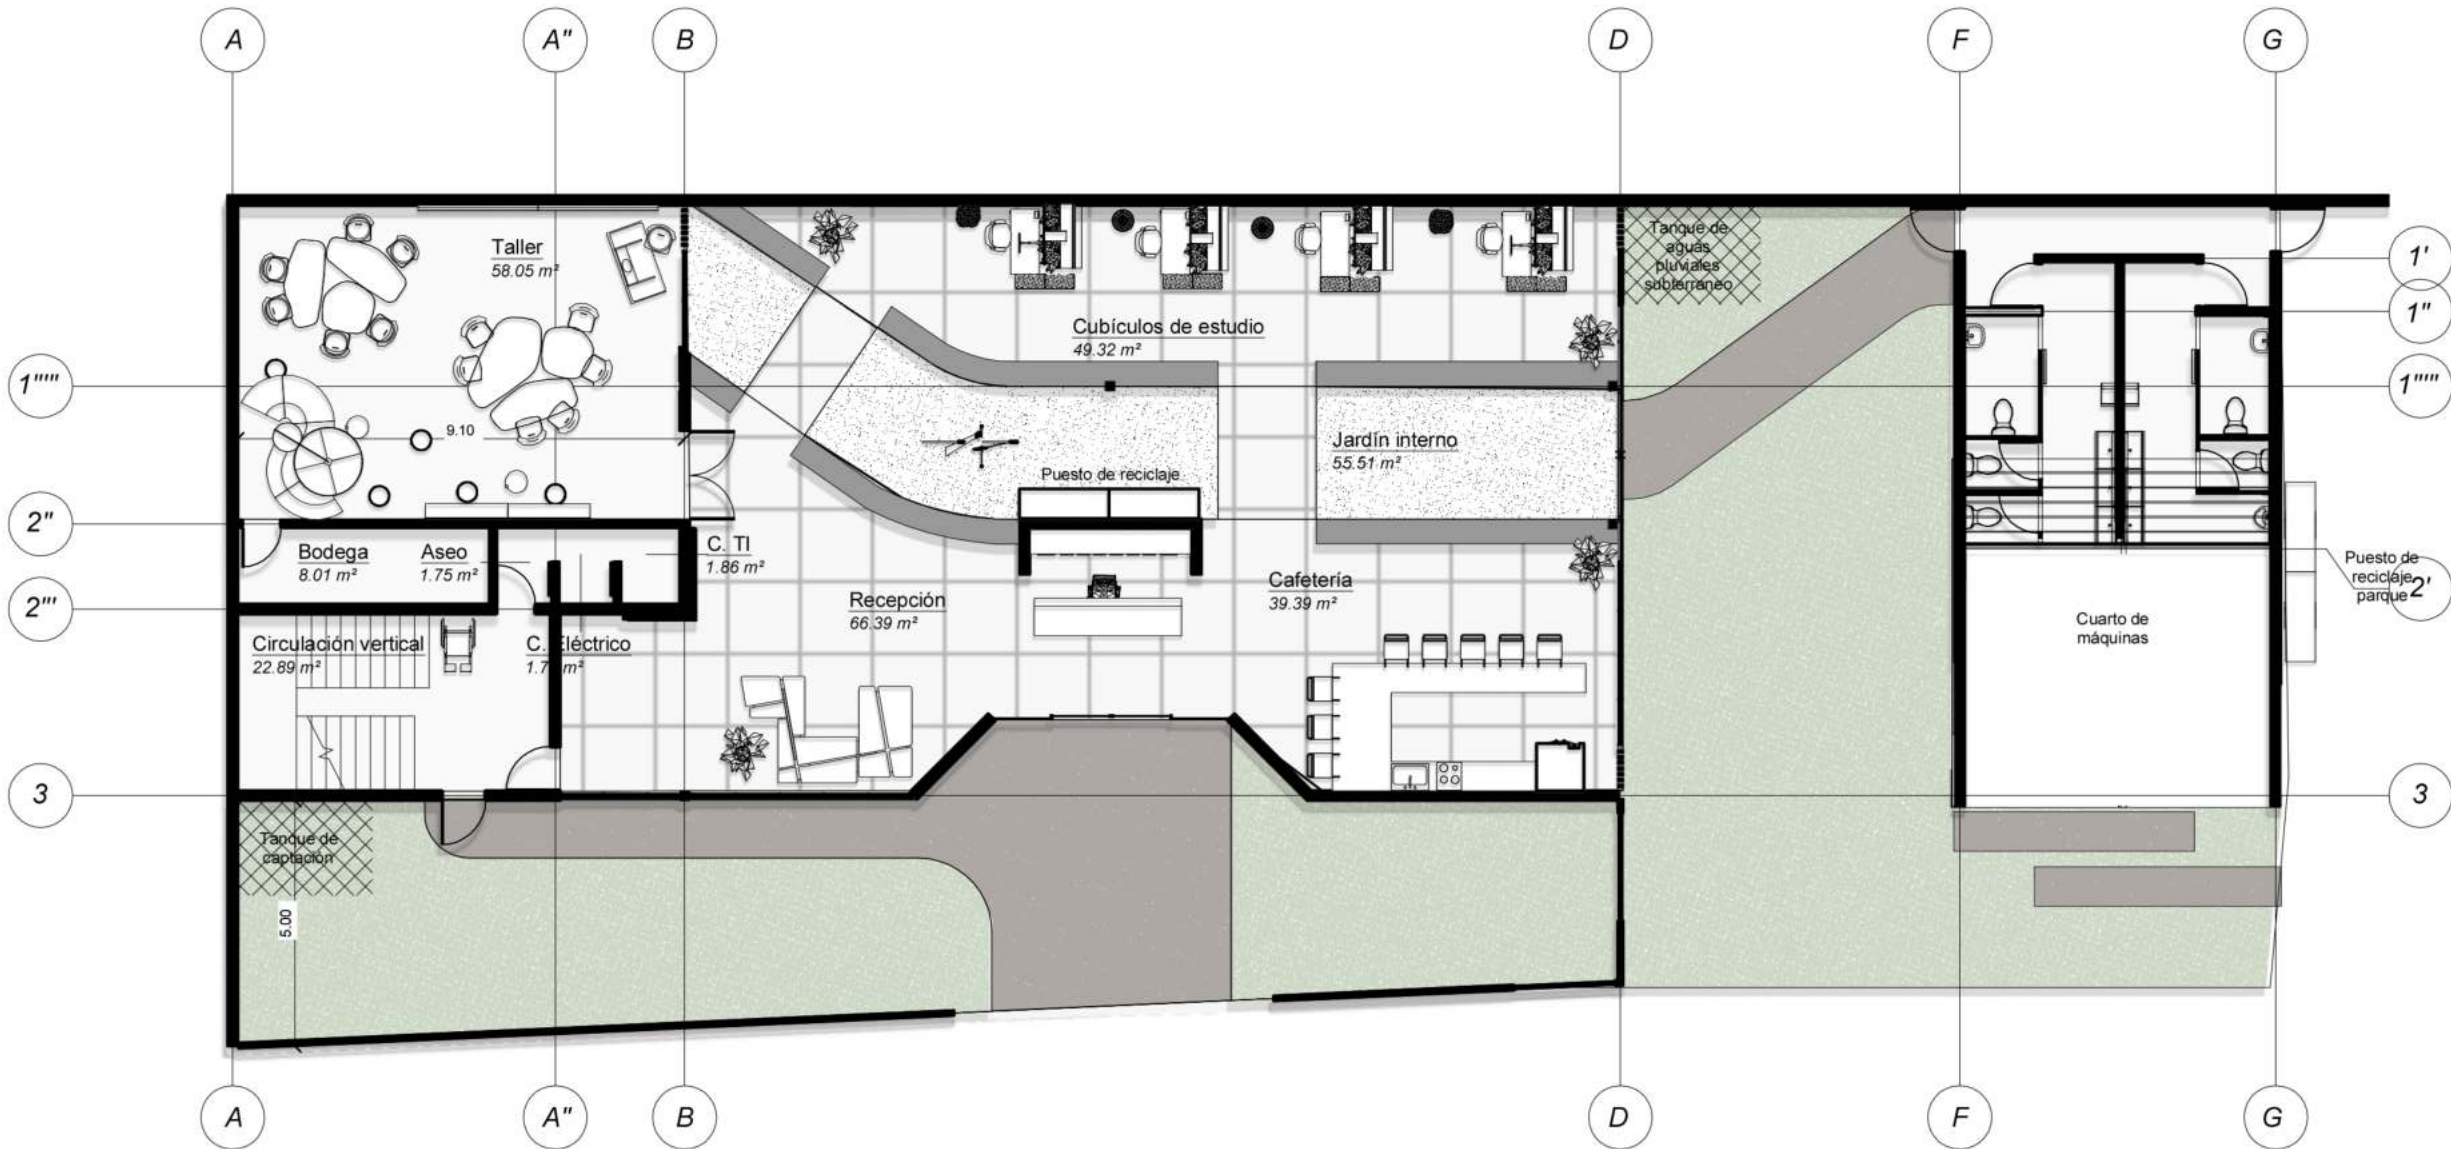 A
A"
B
D
F
G
Taller
58.05 m²
Tanque de
aguas
pluviales
subterráneo
1'
1"
Cubículos de estudio
49.32 m²
1"""
1"""
9.10
Jardín interno
55.51 m²
Puesto de reciclaje
2"
Bodega
8.01 m²
Aseo
1.75 m²
C. TI
1.86 m²
Puesto de
reciclaje
parque
2'
2"'
Recepción
66.39 m²
Cafetería
39.39 m²
Cuarto de
máquinas
Circulación vertical
22.89 m²
C. Eléctrico
m²
3
3
Tanque de
captación
5.00
A
A"
B
D
F
G